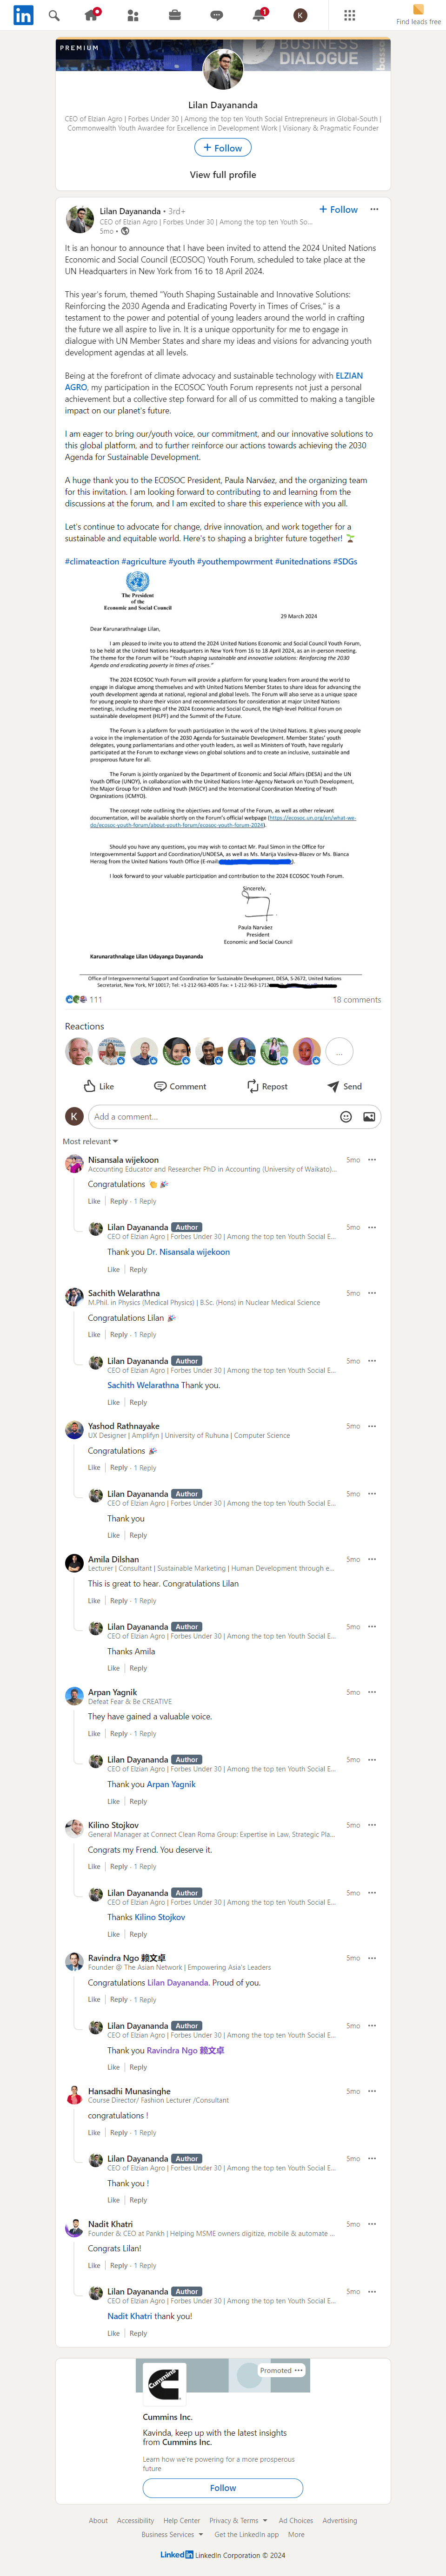 in
1
K
Find leads free
PREMIUM
BUSINESS
DIALOGUE
Lilan Dayananda
CEO of Elzian Agro | Forbes Under 30 | Among the top ten Youth Social Entrepreneurs in Global-South |
Commonwealth Youth Awardee for Excellence in Development Work | Visionary & Pragmatic Founder
+ Follow
View full profile
Lilan Dayananda • 3rd+
+ Follow
CEO of Elzian Agro | Forbes Under 30 | Among the top ten Youth So...
5mo •
It is an honour to announce that I have been invited to attend the 2024 United Nations
Economic and Social Council (ECOSOC) Youth Forum, scheduled to take place at the
UN Headquarters in New York from 16 to 18 April 2024.
This year's forum, themed "Youth Shaping Sustainable and Innovative Solutions:
Reinforcing the 2030 Agenda and Eradicating Poverty in Times of Crises," is a
testament to the power and potential of young leaders around the world in crafting
the future we all aspire to live in. It is a unique opportunity for me to engage in
dialogue with UN Member States and share my ideas and visions for advancing youth
development agendas at all levels.
Being at the forefront of climate advocacy and sustainable technology with ELZIAN
AGRO, my participation in the ECOSOC Youth Forum represents not just a personal
achievement but a collective step forward for all of us committed to making a tangible
impact on our planet's future.
I am eager to bring our/youth voice, our commitment, and our innovative solutions to
this global platform, and to further reinforce our actions towards achieving the 2030
Agenda for Sustainable Development.
A huge thank you to the ECOSOC President, Paula Narváez, and the organizing team
for this invitation. I am looking forward to contributing to and learning from the
discussions at the forum, and I am excited to share this experience with you all.
Let's continue to advocate for change, drive innovation, and work together for a
sustainable and equitable world. Here's to shaping a brighter future together! 🌱
#climateaction #agriculture #youth #youthempowrment #unitednations #SDGs
The President
of the
Economic and Social Council
29 March 2024
Dear Karunarathnalage Lilan,
I am pleased to invite you to attend the 2024 United Nations Economic and Social Council Youth Forum,
to be held at the United Nations Headquarters in New York from 16 to 18 April 2024, as an in-person meeting.
The theme for the Forum will be "Youth shaping sustainable and innovative solutions: Reinforcing the 2030
Agenda and eradicating poverty in times of crises."
The 2024 ECOSOC Youth Forum will provide a platform for young leaders from around the world to
engage in dialogue among themselves and with United Nations Member States to share ideas for advancing the
youth development agenda at all levels. The Forum will also serve as a unique space
for young people to share their vision and recommendations for major United Nations
meetings, including the meetings of the 2024 Economic and Social Council, the High-level Political Forum on
sustainable development (HLPF) and the Summit of the Future.
The Forum is a platform for youth participation in the work of the United Nations. It gives young people
a voice in the implementation of the 2030 Agenda for Sustainable Development. Member States' youth
delegates, young parliamentarians and other youth leaders, as well as Ministers of Youth, have regularly
participated at the Forum to exchange views on global solutions and to create an inclusive, sustainable and
prosperous future for all.
The Forum is jointly organized by the Department of Economic and Social Affairs (DESA) and the UN
Youth Office (UNOY), in collaboration with the United Nations Inter-Agency Network on Youth Development,
the Major Group for Children and Youth (MGCY) and the International Coordination Meeting of Youth
Organizations (ICMYO).
The concept note outlining the objectives and format of the Forum, as well as other relevant
documentation, will be available shortly on the Forum's official webpage (https://ecosoc.un.org/en/what-we-
do/ecosoc-youth-forum/about-youth-forum/ecosoc-youth-forum-2024).
Should you have any questions, you may wish to contact Mr. Paul Simon in the Office for
Intergovernmental Support and Coordination/UNDESA, as well as Ms. Marija Vasileva-Blazev or Ms. Bianca
Herzog from the United Nations Youth Office (E-mail:
I look forward to your valuable participation and contribution to the 2024 ECOSOC Youth Forum.
Sincerely,
Paula Narváez
President
Economic and Social Council
Karunarathnalage Lilan Udayanga Dayananda
Office of Intergovernmental Support and Coordination for Sustainable Development, DESA, S-2672, United Nations
Secretariat, New York, NY 10017; Tel: +1-212-963-4005 Fax: + 1-212-963-1712
111
18 comments
Reactions
...
Like
Comment
Repost
Send
K
Add a comment...
Most relevant
Nisansala wijekoon
5mo
Accounting Educator and Researcher PhD in Accounting (University of Waikato)...
Congratulations 👏 🎉
Like | Reply · 1 Reply
Lilan Dayananda Author
5mo
CEO of Elzian Agro | Forbes Under 30 | Among the top ten Youth Social E...
Thank you Dr. Nisansala wijekoon
Like | Reply
Sachith Welarathna
5mo
M.Phil. in Physics (Medical Physics) | B.Sc. (Hons) in Nuclear Medical Science
Congratulations Lilan 🎉
Like | Reply · 1 Reply
Lilan Dayananda Author
5mo
CEO of Elzian Agro | Forbes Under 30 | Among the top ten Youth Social E...
Sachith Welarathna Thank you.
Like | Reply
Yashod Rathnayake
5mo
UX Designer | Amplifyn | University of Ruhuna | Computer Science
Congratulations 🎉
Like | Reply · 1 Reply
Lilan Dayananda Author
5mo
CEO of Elzian Agro | Forbes Under 30 | Among the top ten Youth Social E...
Thank you
Like | Reply
Amila Dilshan
5mo
Lecturer | Consultant | Sustainable Marketing | Human Development through e...
This is great to hear. Congratulations Lilan
Like | Reply · 1 Reply
Lilan Dayananda Author
5mo
CEO of Elzian Agro | Forbes Under 30 | Among the top ten Youth Social E...
Thanks Amila
Like | Reply
Arpan Yagnik
5mo
Defeat Fear & Be CREATIVE
They have gained a valuable voice.
Like | Reply · 1 Reply
Lilan Dayananda Author
5mo
CEO of Elzian Agro | Forbes Under 30 | Among the top ten Youth Social E...
Thank you Arpan Yagnik
Like | Reply
Kilino Stojkov
5mo
General Manager at Connect Clean Roma Group: Expertise in Law, Strategic Pla...
Congrats my Frend. You deserve it.
Like | Reply · 1 Reply
Lilan Dayananda Author
5mo
CEO of Elzian Agro | Forbes Under 30 | Among the top ten Youth Social E...
Thanks Kilino Stojkov
Like | Reply
Ravindra Ngo 赖文卓
5mo
Founder @ The Asian Network | Empowering Asia's Leaders
Congratulations Lilan Dayananda. Proud of you.
Like | Reply · 1 Reply
Lilan Dayananda Author
5mo
CEO of Elzian Agro | Forbes Under 30 | Among the top ten Youth Social E...
Thank you Ravindra Ngo 赖文卓
Like | Reply
Hansadhi Munasinghe
5mo
Course Director/ Fashion Lecturer /Consultant
congratulations !
Like | Reply · 1 Reply
Lilan Dayananda Author
5mo
CEO of Elzian Agro | Forbes Under 30 | Among the top ten Youth Social E...
Thank you !
Like | Reply
Nadit Khatri
5mo
Founder & CEO at Pankh | Helping MSME owners digitize, mobile & automate ...
Congrats Lilan!
Like | Reply · 1 Reply
Lilan Dayananda Author
5mo
CEO of Elzian Agro | Forbes Under 30 | Among the top ten Youth Social E...
Nadit Khatri thank you!
Like | Reply
Promoted
Cummins
Cummins Inc.
Kavinda, keep up with the latest insights
from Cummins Inc.
Learn how we're powering for a more prosperous
future
Follow
About Accessibility Help Center Privacy & Terms Ad Choices Advertising
Business Services Get the LinkedIn app More
LinkedIn LinkedIn Corporation © 2024